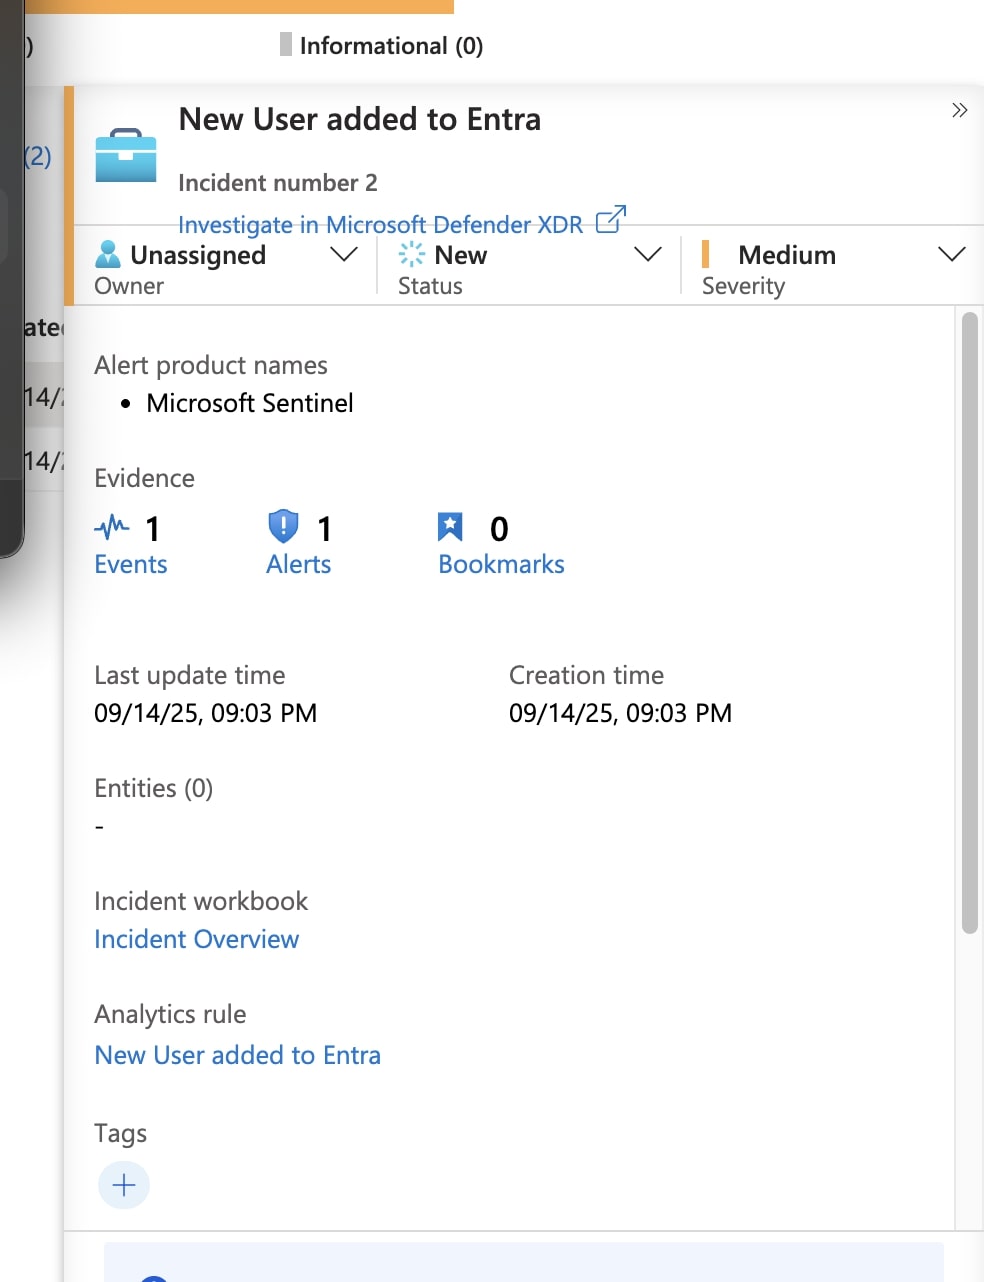 )
Informational (0)
New User added to Entra
(2)
Incident number 2
Investigate in Microsoft Defender XDR
Unassigned
New
Medium
Owner
Status
Severity
Alert product names
• Microsoft Sentinel
14/
14/
Evidence
1
1
0
Events
Alerts
Bookmarks
Last update time
Creation time
09/14/25, 09:03 PM
09/14/25, 09:03 PM
Entities (0)
-
Incident workbook
Incident Overview
Analytics rule
New User added to Entra
Tags
+